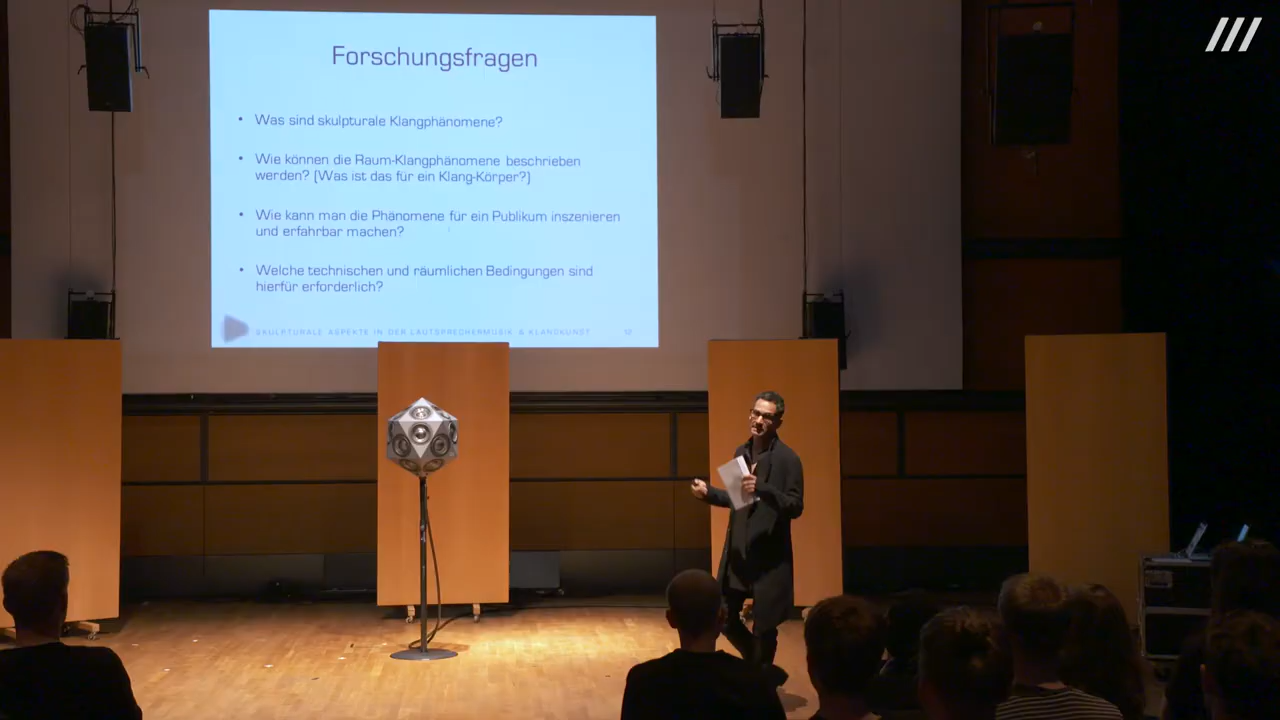 Forschungsfragen
• Was sind skulpturale Klangphänomene?
• Wie können die Raum-Klangphänomene beschrieben
werden? (Was ist das für ein Klang-Körper?)
• Wie kann man die Phänomene für ein Publikum inszenieren
und erfahrbar machen?
• Welche technischen und räumlichen Bedingungen sind
hierfür erforderlich?
SKULPTURALE ASPEKTE IN DER LAUTSPRECHERMUSIK & KLANGKUNST